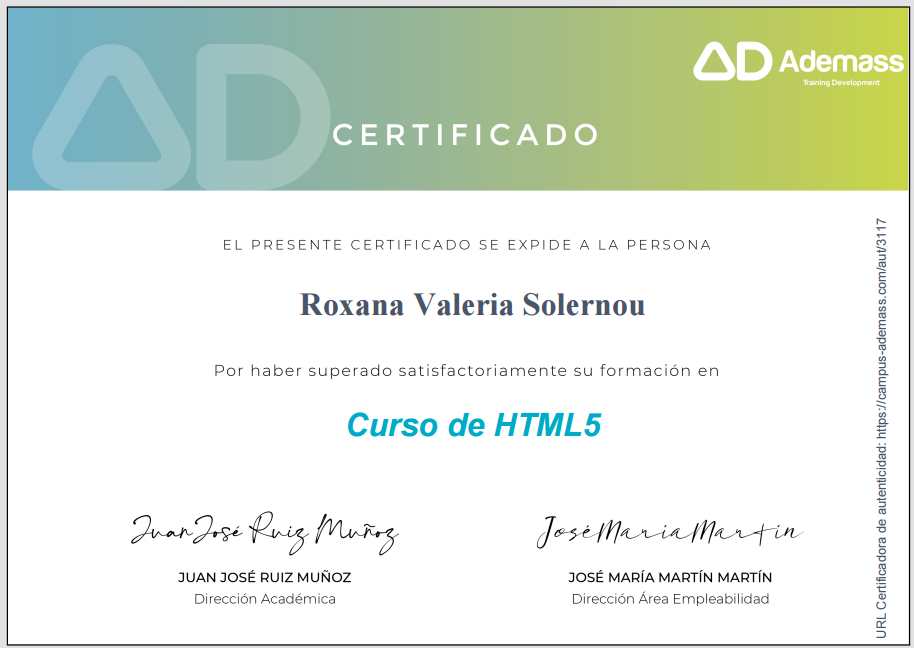 AD Ademass
Training Development
AD
CERTIFICADO
EL PRESENTE CERTIFICADO SE EXPIDE A LA PERSONA
Roxana Valeria Solernou
Por haber superado satisfactoriamente su formación en
Curso de HTML5
Juan José Ruiz Muñoz
JUAN JOSÉ RUIZ MUÑOZ
Dirección Académica
José María Martín
JOSÉ MARÍA MARTÍN MARTÍN
Dirección Área Empleabilidad
URL Certificadora de autenticidad: https://campus-ademass.com/aut/3117